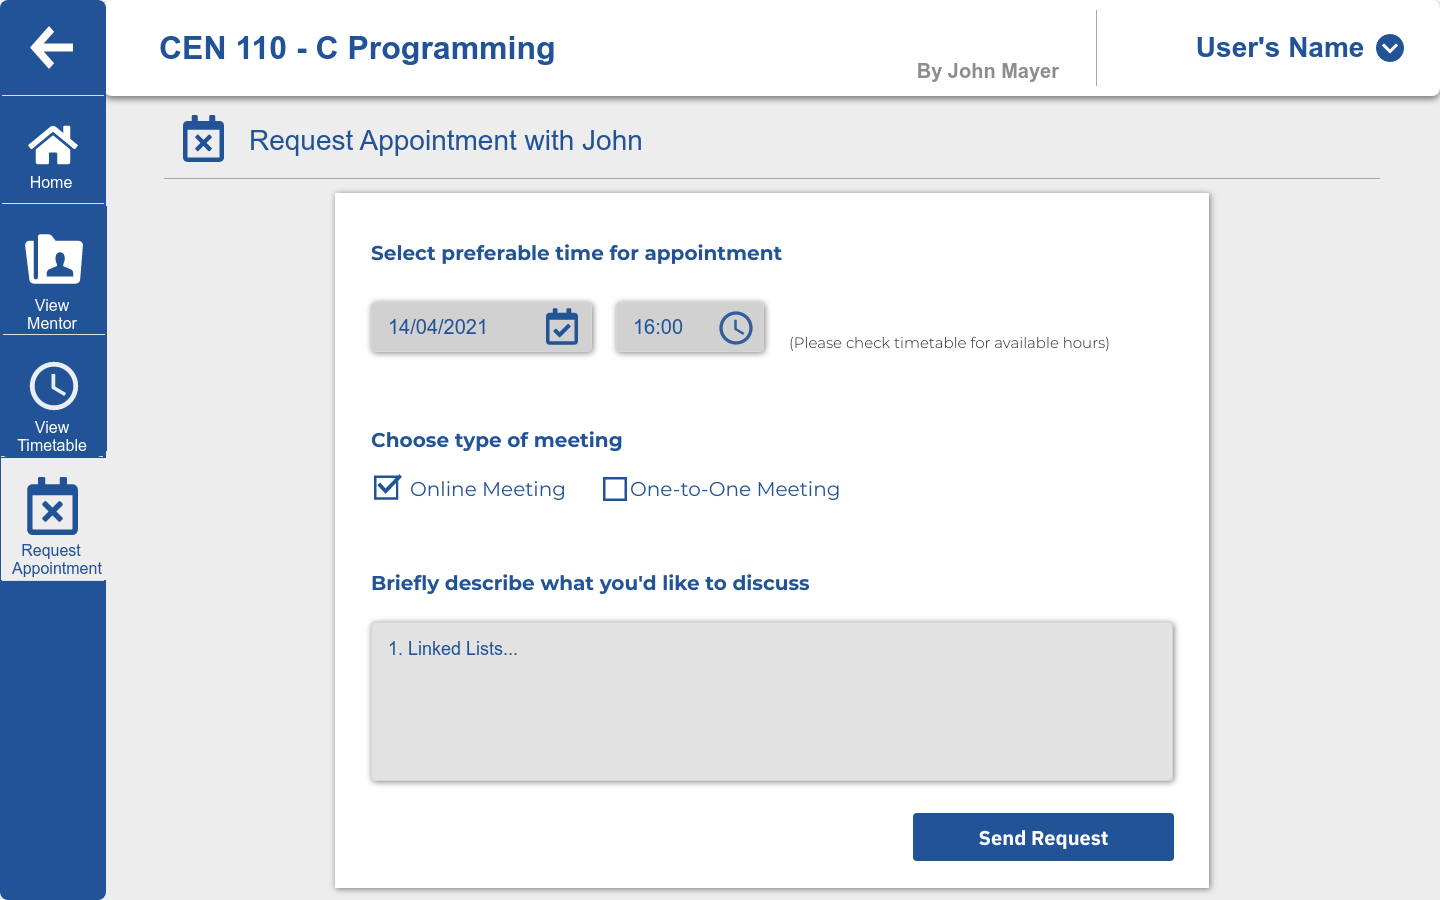 CEN 110 - C Programming
By John Mayer
User's Name
Home
View
Mentor
View
Timetable
Request
Appointment
Request Appointment with John
Select preferable time for appointment
14/04/2021
16:00
(Please check timetable for available hours)
Choose type of meeting
Online Meeting
One-to-One Meeting
Briefly describe what you'd like to discuss
1. Linked Lists...
Send Request